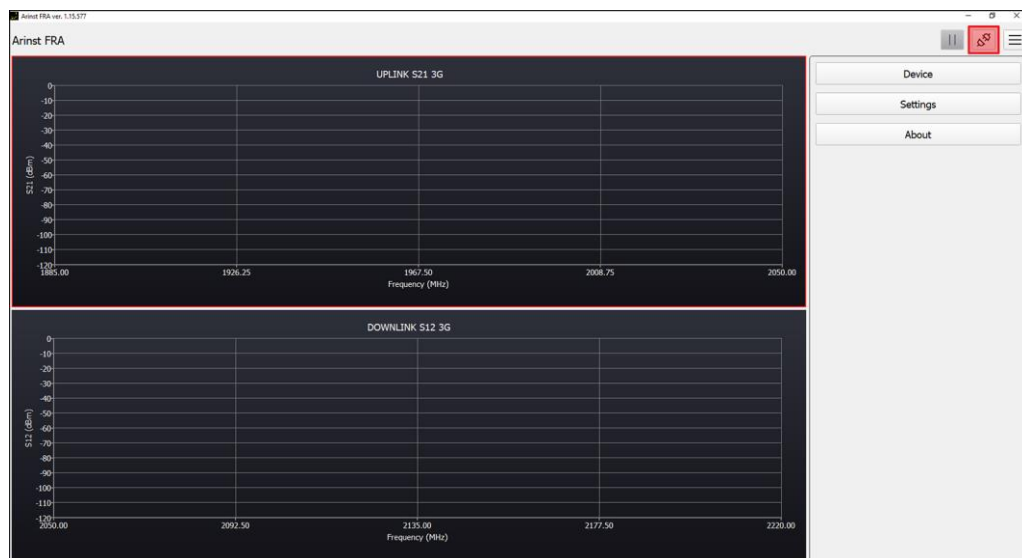 Arinst FRA ver. 1.15.577
Arinst FRA
Device
Settings
About
UPLINK S21 3G
S21 (dBm)
0
-10
-20
-30
-40
-50
-60
-70
-80
-90
-100
-110
-120
1885.00 1926.25 1967.50 2008.75 2050.00
Frequency (MHz)
DOWNLINK S12 3G
S12 (dBm)
0
-10
-20
-30
-40
-50
-60
-70
-80
-90
-100
-110
-120
2050.00 2092.50 2135.00 2177.50 2220.00
Frequency (MHz)